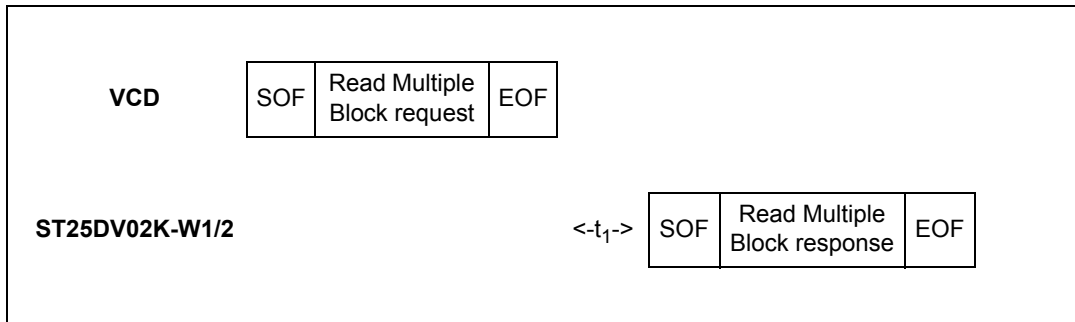 VCD SOF Read Multiple Block request EOF
ST25DV02K-W1/2 <-t1-> SOF Read Multiple Block response EOF